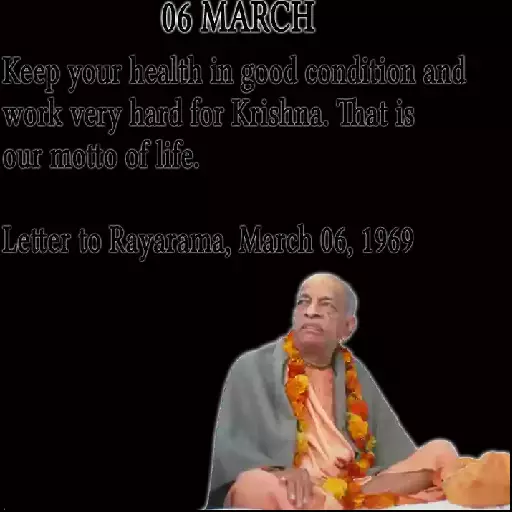 06 MARCH
Keep your health in good condition and
work very hard for Krishna. That is
our motto of life.
Letter to Rayarama, March 06, 1969